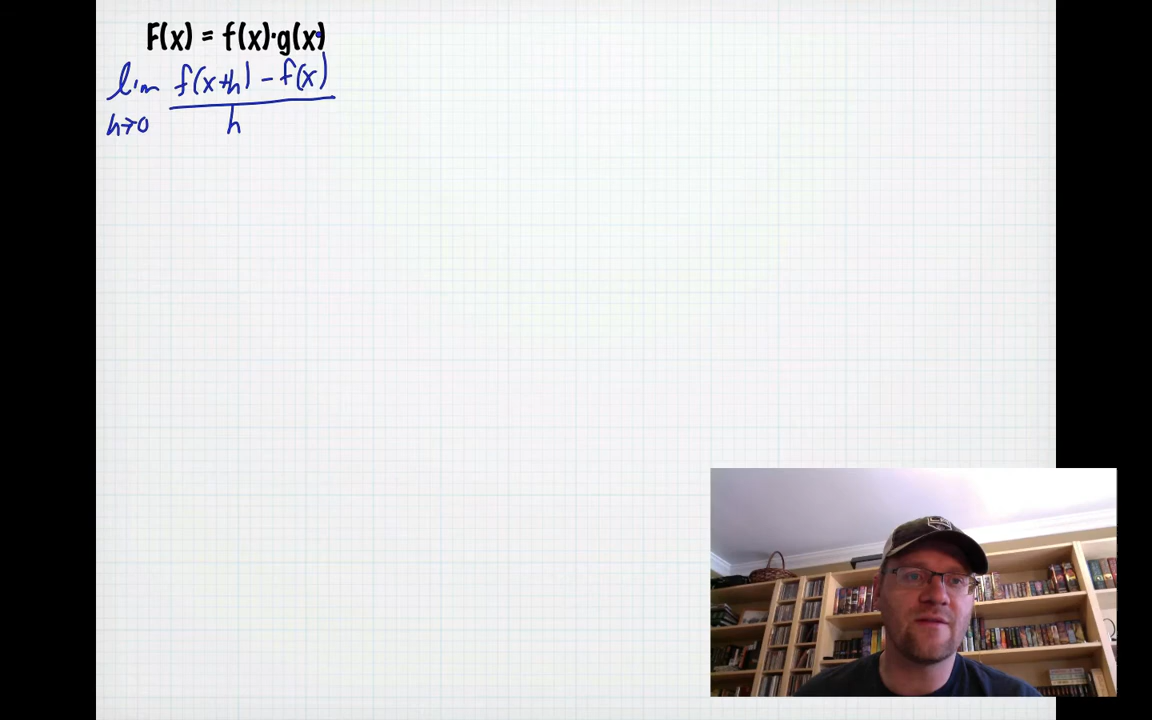 F(x) = f(x)·g(x)
lim f(x+h) - f(x)
h→0 h